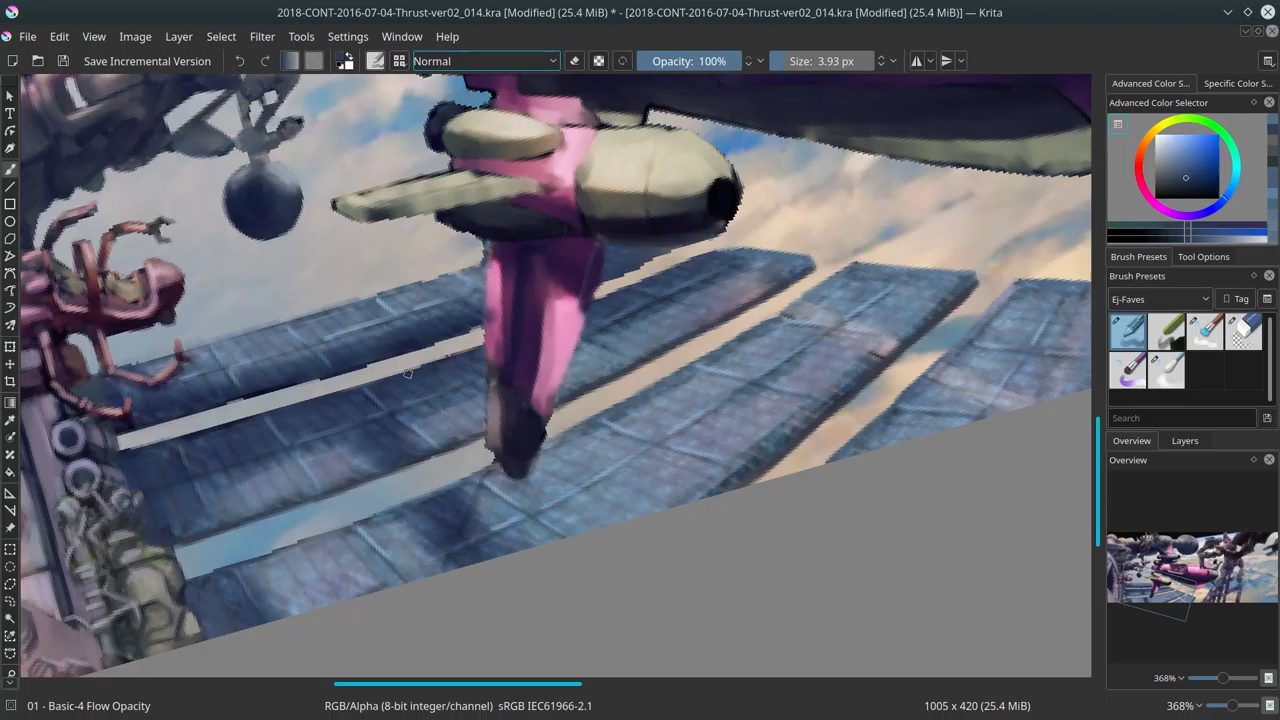 2018-CONT-2016-07-04-Thrust-ver02_014.kra [Modified] (25.4 MiB) * - [2018-CONT-2016-07-04-Thrust-ver02_014.kra [Modified] (25.4 MiB)] — Krita
File Edit View Image Layer Select Filter Tools Settings Window Help
Save Incremental Version
Normal
Opacity: 100%
Size: 3.93 px
Advanced Color S...
Specific Color S...
Advanced Color Selector
Brush Presets
Tool Options
Brush Presets
Ej-Faves
Tag
Search
Overview
Layers
Overview
368%
01 - Basic-4 Flow Opacity
RGB/Alpha (8-bit integer/channel) sRGB IEC61966-2.1
1005 x 420 (25.4 MiB)
368%